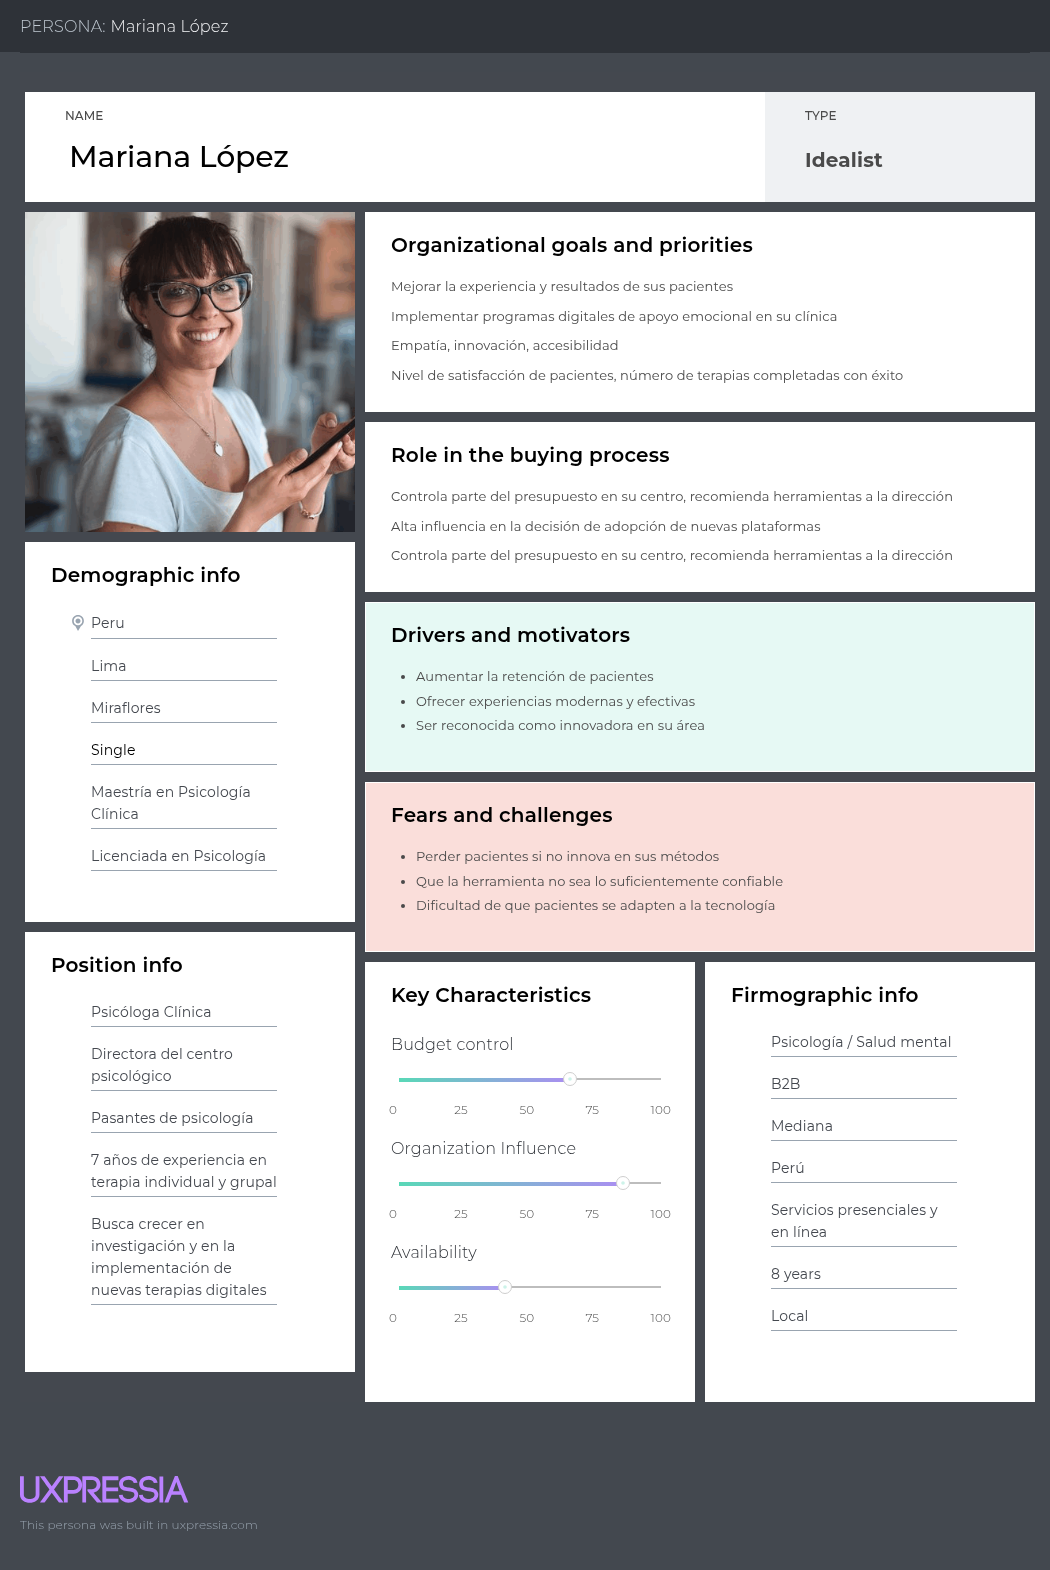 PERSONA: Mariana López
NAME
Mariana López
TYPE
Idealist
Organizational goals and priorities
Mejorar la experiencia y resultados de sus pacientes
Implementar programas digitales de apoyo emocional en su clínica
Empatía, innovación, accesibilidad
Nivel de satisfacción de pacientes, número de terapias completadas con éxito
Role in the buying process
Controla parte del presupuesto en su centro, recomienda herramientas a la dirección
Alta influencia en la decisión de adopción de nuevas plataformas
Controla parte del presupuesto en su centro, recomienda herramientas a la dirección
Demographic info
Peru
Lima
Miraflores
Single
Maestría en Psicología
Clínica
Licenciada en Psicología
Drivers and motivators
• Aumentar la retención de pacientes
• Ofrecer experiencias modernas y efectivas
• Ser reconocida como innovadora en su área
Fears and challenges
• Perder pacientes si no innova en sus métodos
• Que la herramienta no sea lo suficientemente confiable
• Dificultad de que pacientes se adapten a la tecnología
Position info
Psicóloga Clínica
Directora del centro
psicológico
Pasantes de psicología
7 años de experiencia en
terapia individual y grupal
Busca crecer en
investigación y en la
implementación de
nuevas terapias digitales
Key Characteristics
Budget control
0 25 50 75 100
Organization Influence
0 25 50 75 100
Availability
0 25 50 75 100
Firmographic info
Psicología / Salud mental
B2B
Mediana
Perú
Servicios presenciales y
en línea
8 years
Local
UXPRESSIA
This persona was built in uxpressia.com